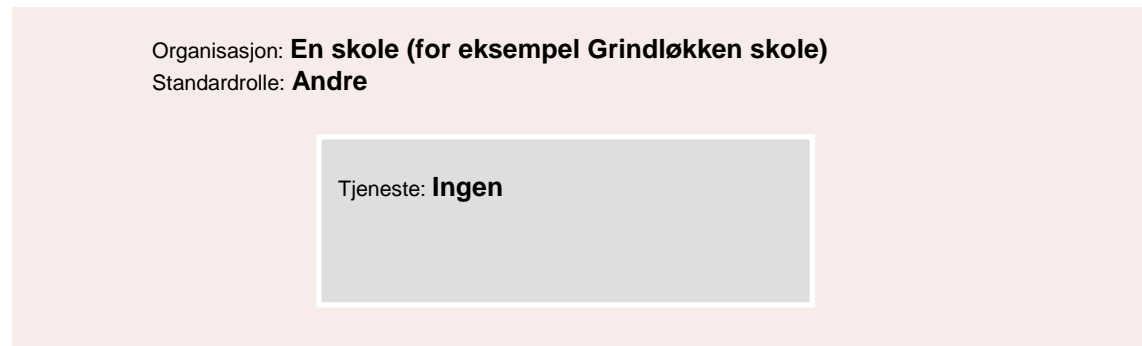 Organisasjon: En skole (for eksempel Grindløkken skole)
Standardrolle: Andre
Tjeneste: Ingen